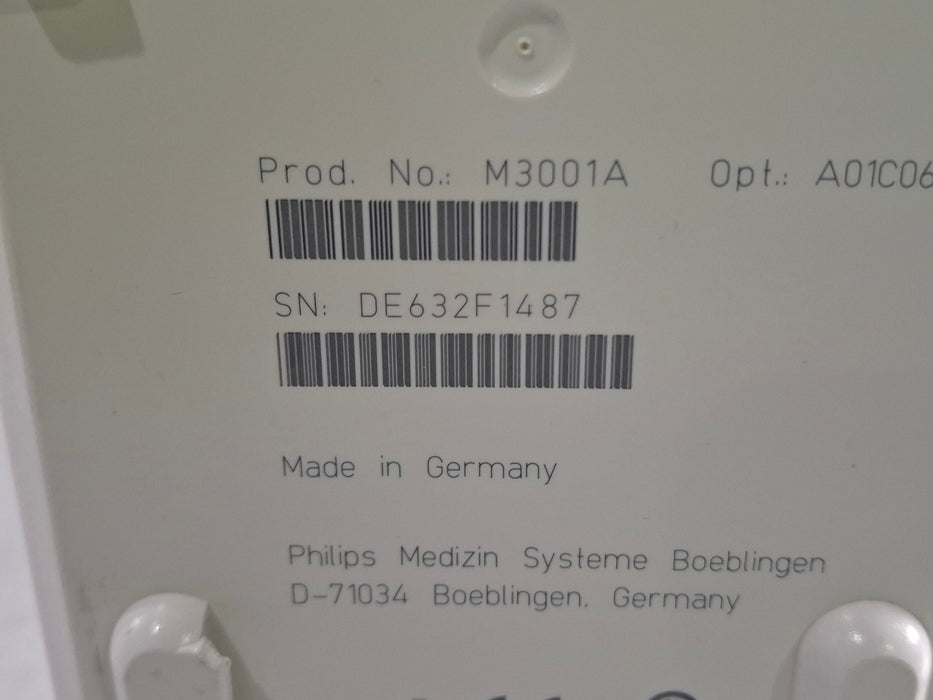 Prod. No.: M3001A Opt.: A01C06
SN: DE632F1487
Made in Germany
Philips Medizin Systeme Boeblingen
D-71034 Boeblingen, Germany